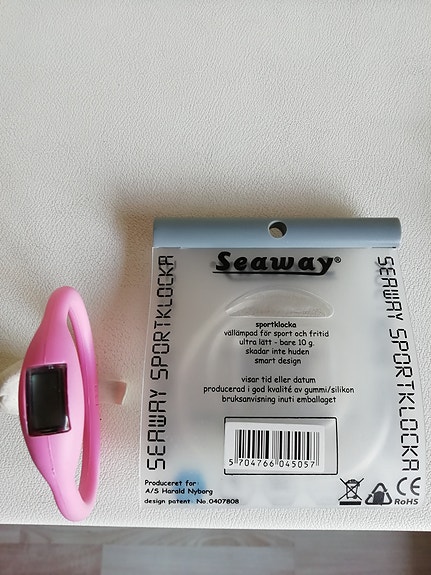 Seaway®
SEAWAY SPORTKLOCKA
SEAWAY SPORTKLOCKA
sportklocka
vällämpad för sport och fritid
ultra lätt - bare 10 g.
skadar inte huden
smart design
visar tid eller datum
producerad i god kvalité av gummi/silikon
bruksanvisning inuti emballaget
5 704766 045057
Produceret for:
A/S Harald Nyborg
design patent: No.0407808
CE
RoHS